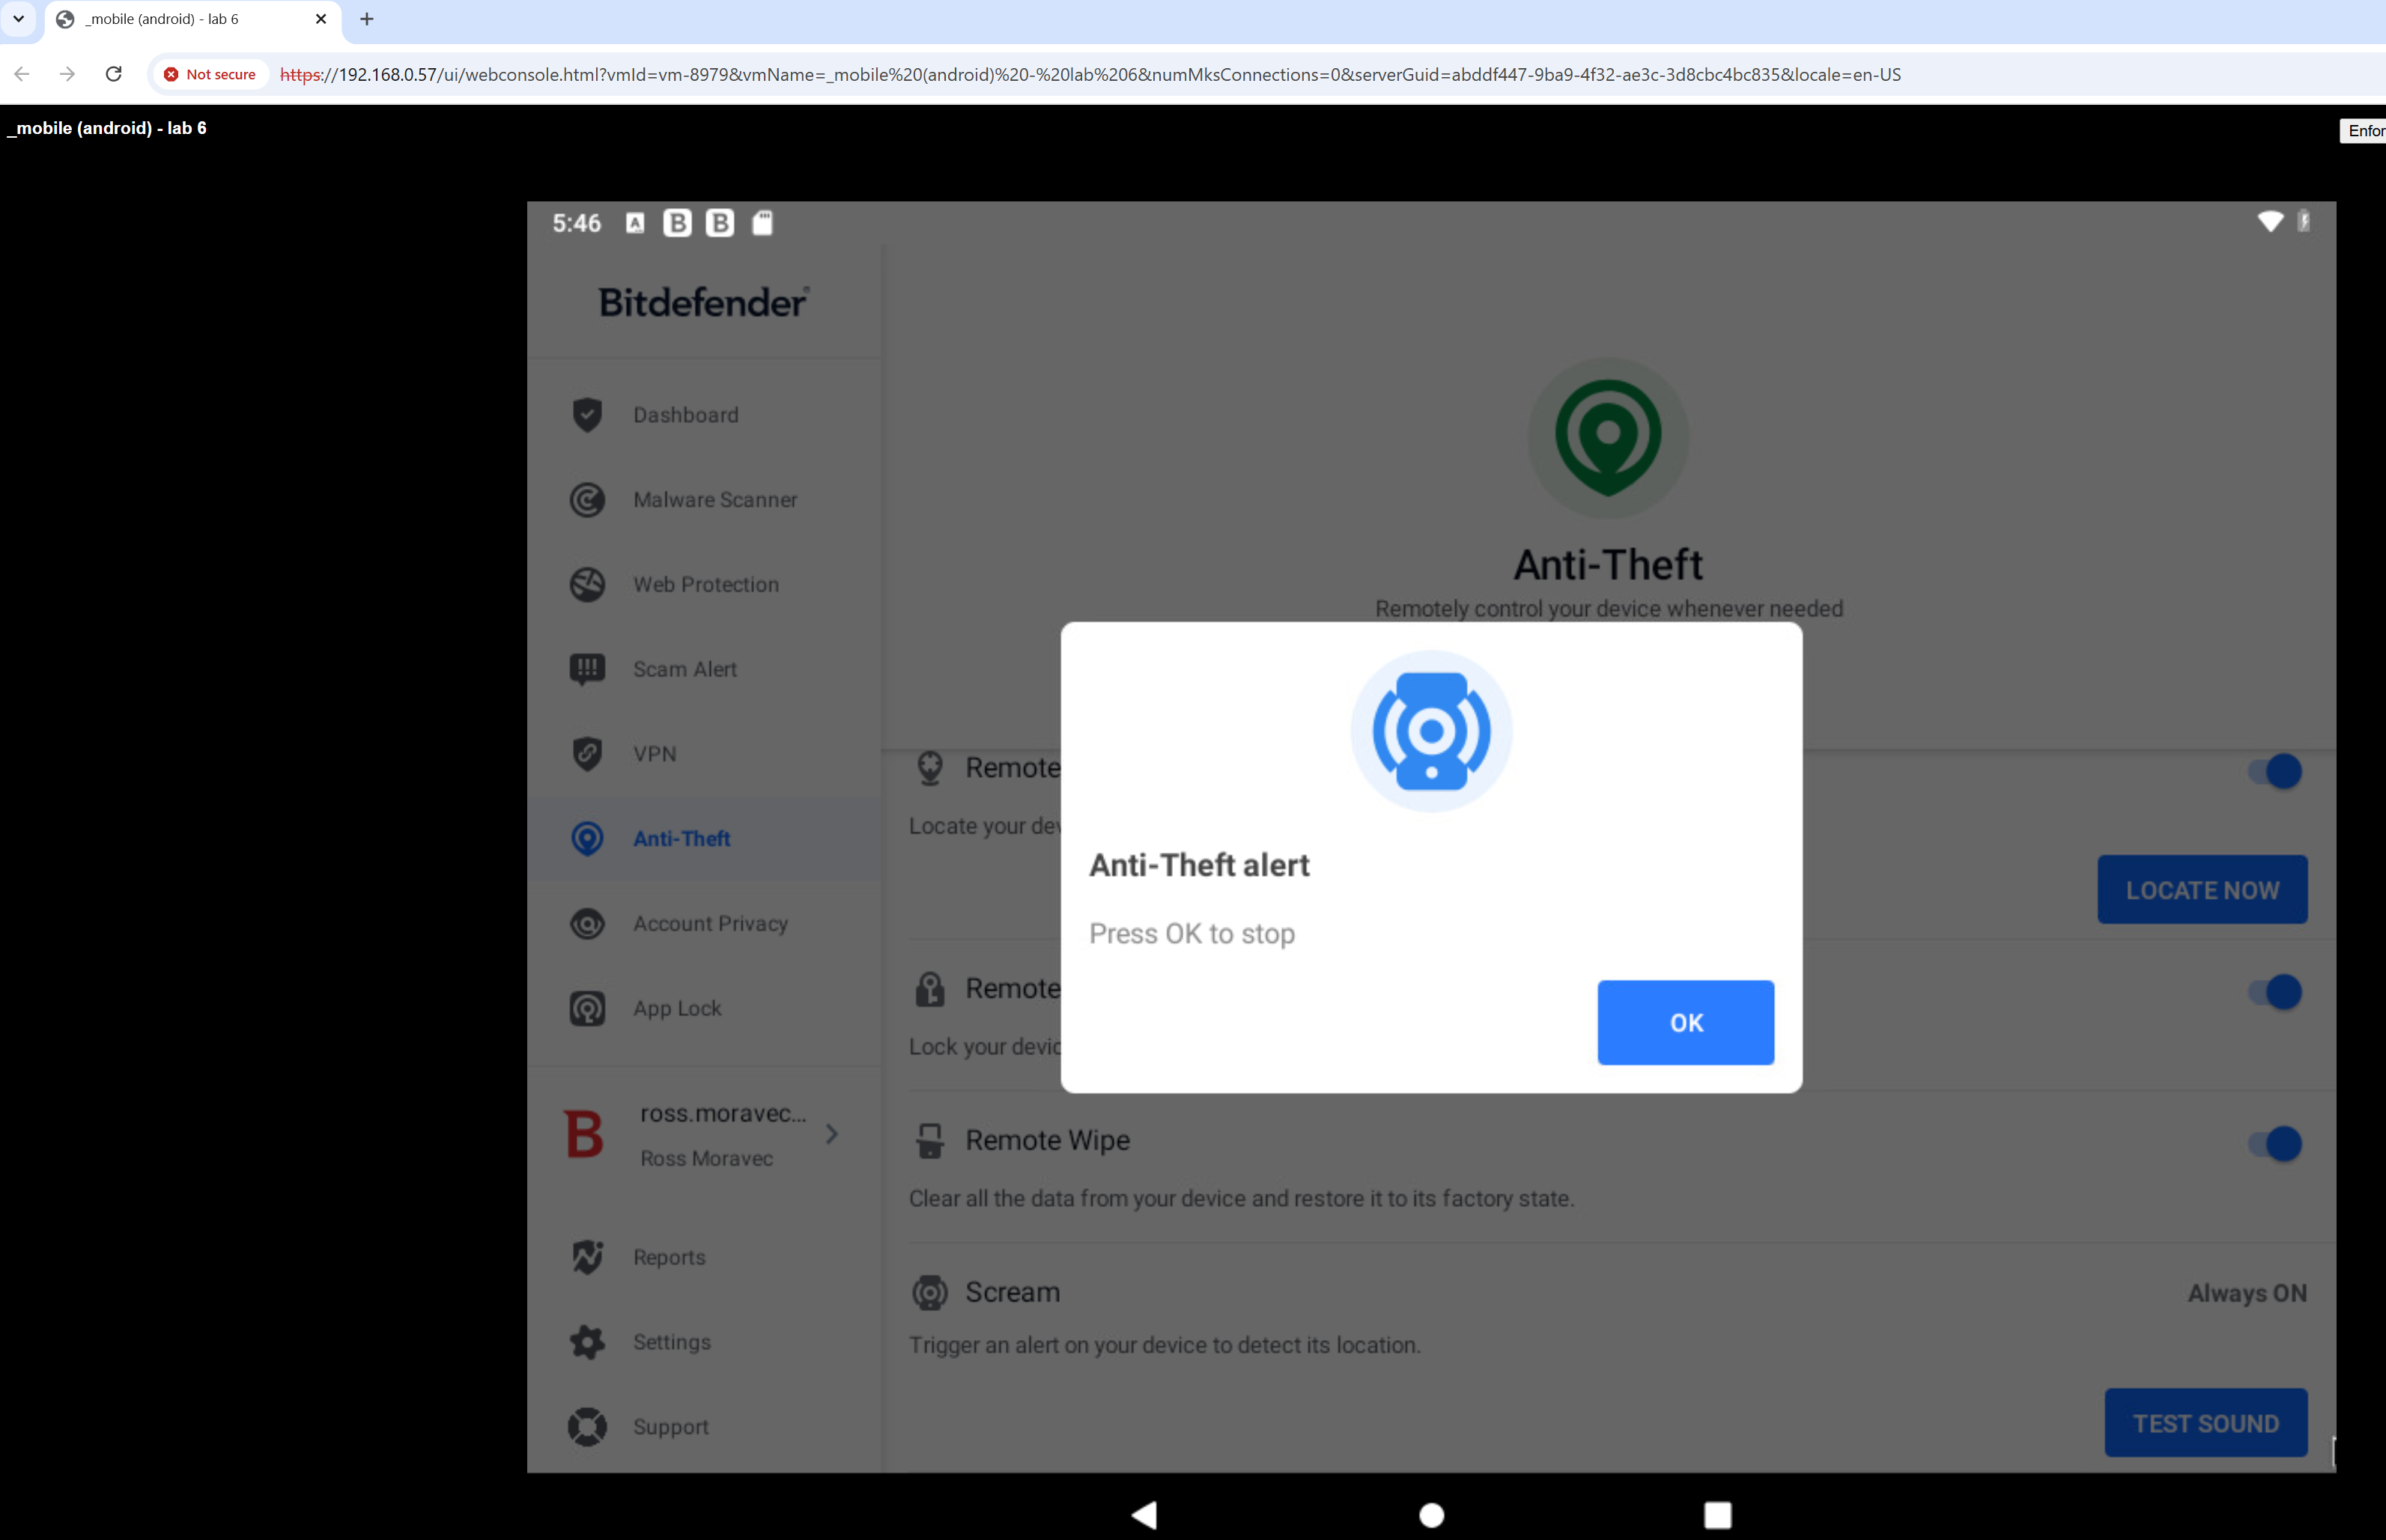 _mobile (android) - lab 6
Not secure
https://192.168.0.57/ui/webconsole.html?vmId=vm-8979&vmName=_mobile%20(android)%20-%20lab%206&numMksConnections=0&serverGuid=abddf447-9ba9-4f32-ae3c-3d8cbc4bc835&locale=en-US
_mobile (android) - lab 6
Enfor
5:46
A
B
B
Bitdefender
Dashboard
Malware Scanner
Web Protection
Scam Alert
VPN
Anti-Theft
Account Privacy
App Lock
B
ross.moravec...
Ross Moravec
Reports
Settings
Support
Anti-Theft
Remotely control your device whenever needed
Remote
Locate your dev
LOCATE NOW
Remote
Lock your devic
Anti-Theft alert
Press OK to stop
OK
Remote Wipe
Clear all the data from your device and restore it to its factory state.
Scream
Always ON
Trigger an alert on your device to detect its location.
TEST SOUND